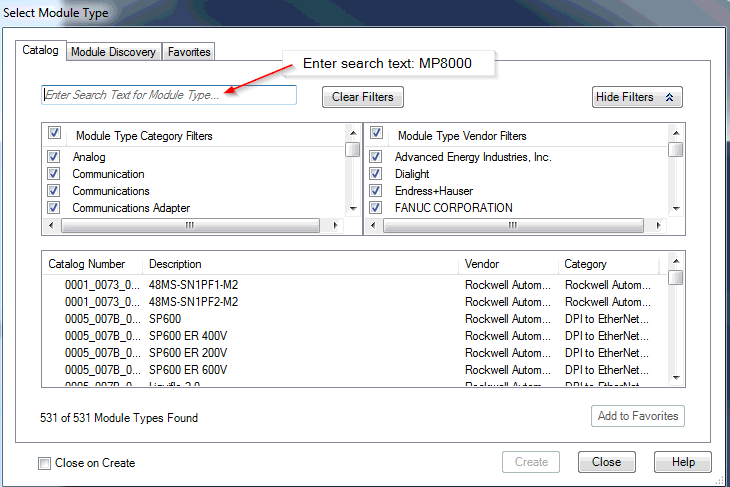 Select Module Type
Catalog Module Discovery Favorites
Enter search text: MP8000
Enter Search Text for Module Type...
Clear Filters
Hide Filters
Module Type Category Filters
Analog
Communication
Communications
Communications Adapter
Module Type Vendor Filters
Advanced Energy Industries, Inc.
Dialight
Endress+Hauser
FANUC CORPORATION
Catalog Number Description Vendor Category
0001_0073_0... 48MS-SN1PF1-M2 Rockwell Autom... Rockwell Autom...
0001_0073_0... 48MS-SN1PF2-M2 Rockwell Autom... Rockwell Autom...
0005_007B_0... SP600 Rockwell Autom... DPI to EtherNet...
0005_007B_0... SP600 ER 400V Rockwell Autom... DPI to EtherNet...
0005_007B_0... SP600 ER 200V Rockwell Autom... DPI to EtherNet...
0005_007B_0... SP600 ER 600V Rockwell Autom... DPI to EtherNet...
531 of 531 Module Types Found
Add to Favorites
Close on Create
Create
Close
Help